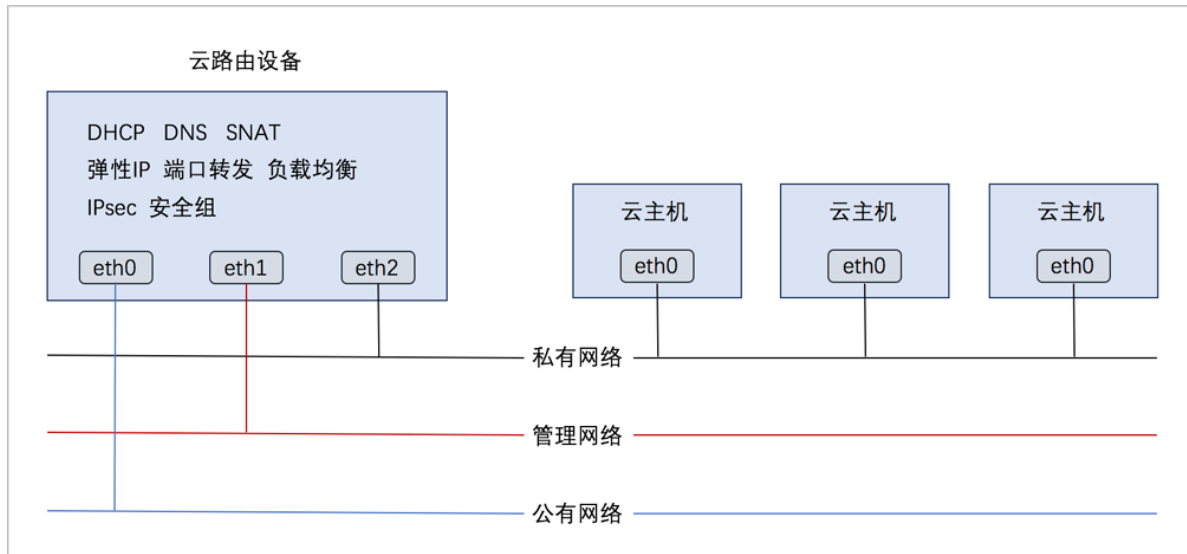 云路由设备
DHCP DNS SNAT
弹性IP 端口转发 负载均衡
IPsec 安全组
eth0 eth1 eth2
云主机 云主机 云主机
eth0 eth0 eth0
私有网络
管理网络
公有网络